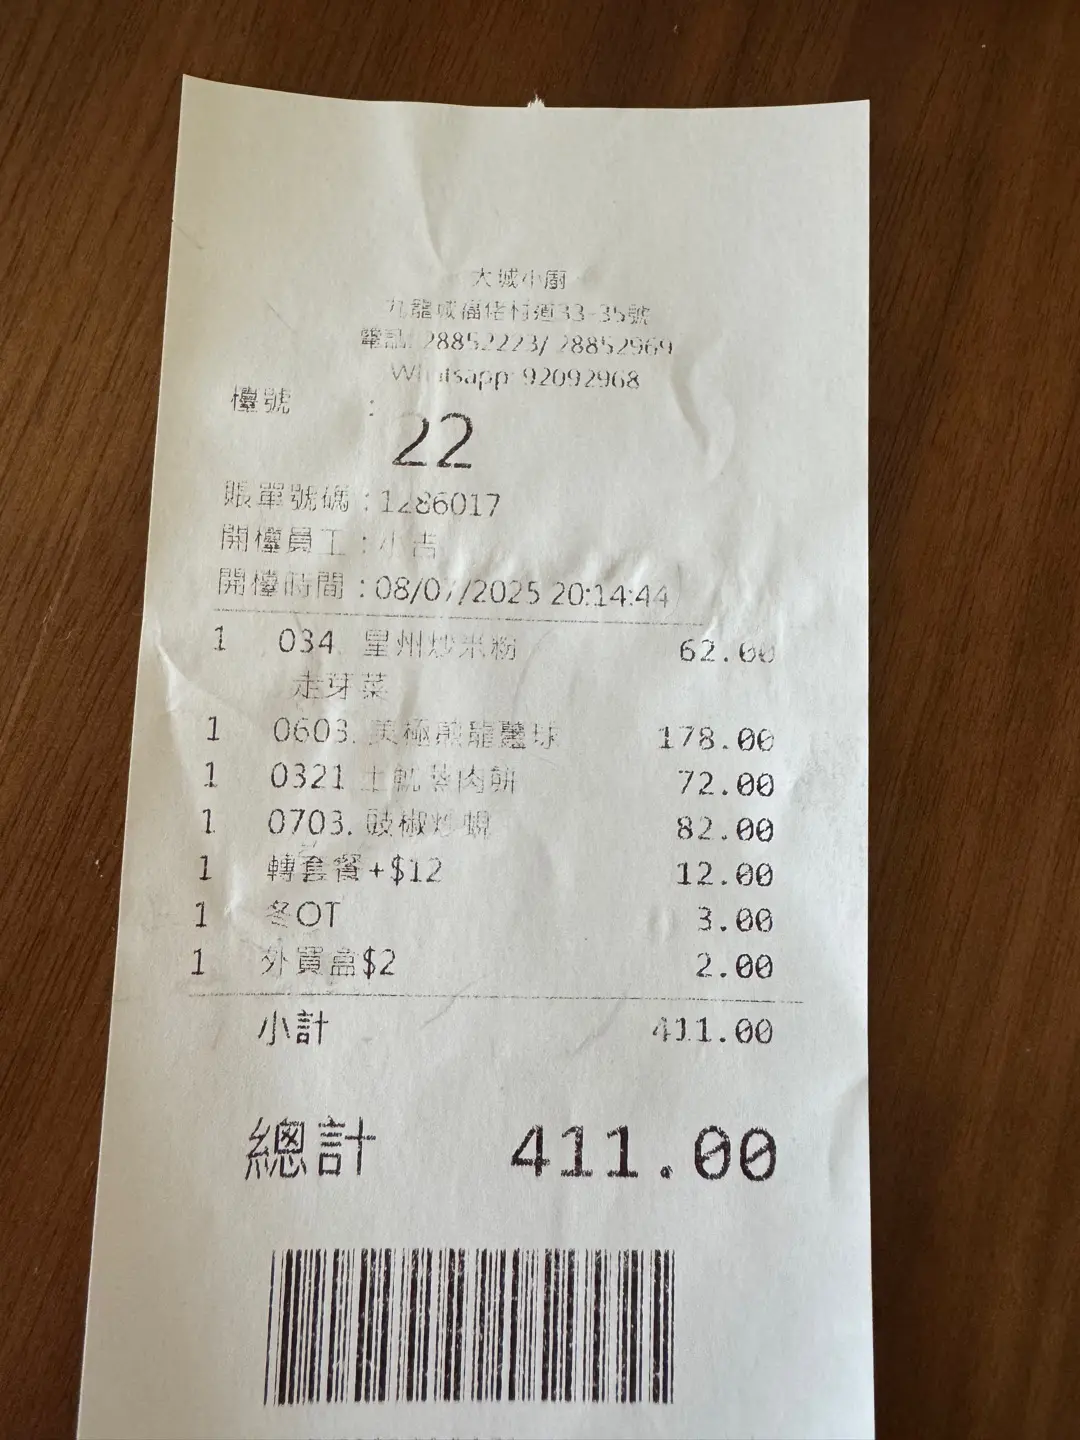 大城小廚
九龍城福佬村道33-35號
電話: 28852223/ 28852969
Whatsapp: 92092968
檯號 :
22
賬單號碼 : 1286017
開檯員工 : 小吉
開檯時間 : 08/07/2025 20:14:44
1 034. 星州炒米粉 62.00
走芽菜
1 0603. 美極煎龍躉球 178.00
1 0321 土魷蒸肉餅 72.00
1 0703. 豉椒炒蜆 82.00
1 轉套餐+$12 12.00
1 冬OT 3.00
1 外賣盒$2 2.00
小計 411.00
總計 411.00